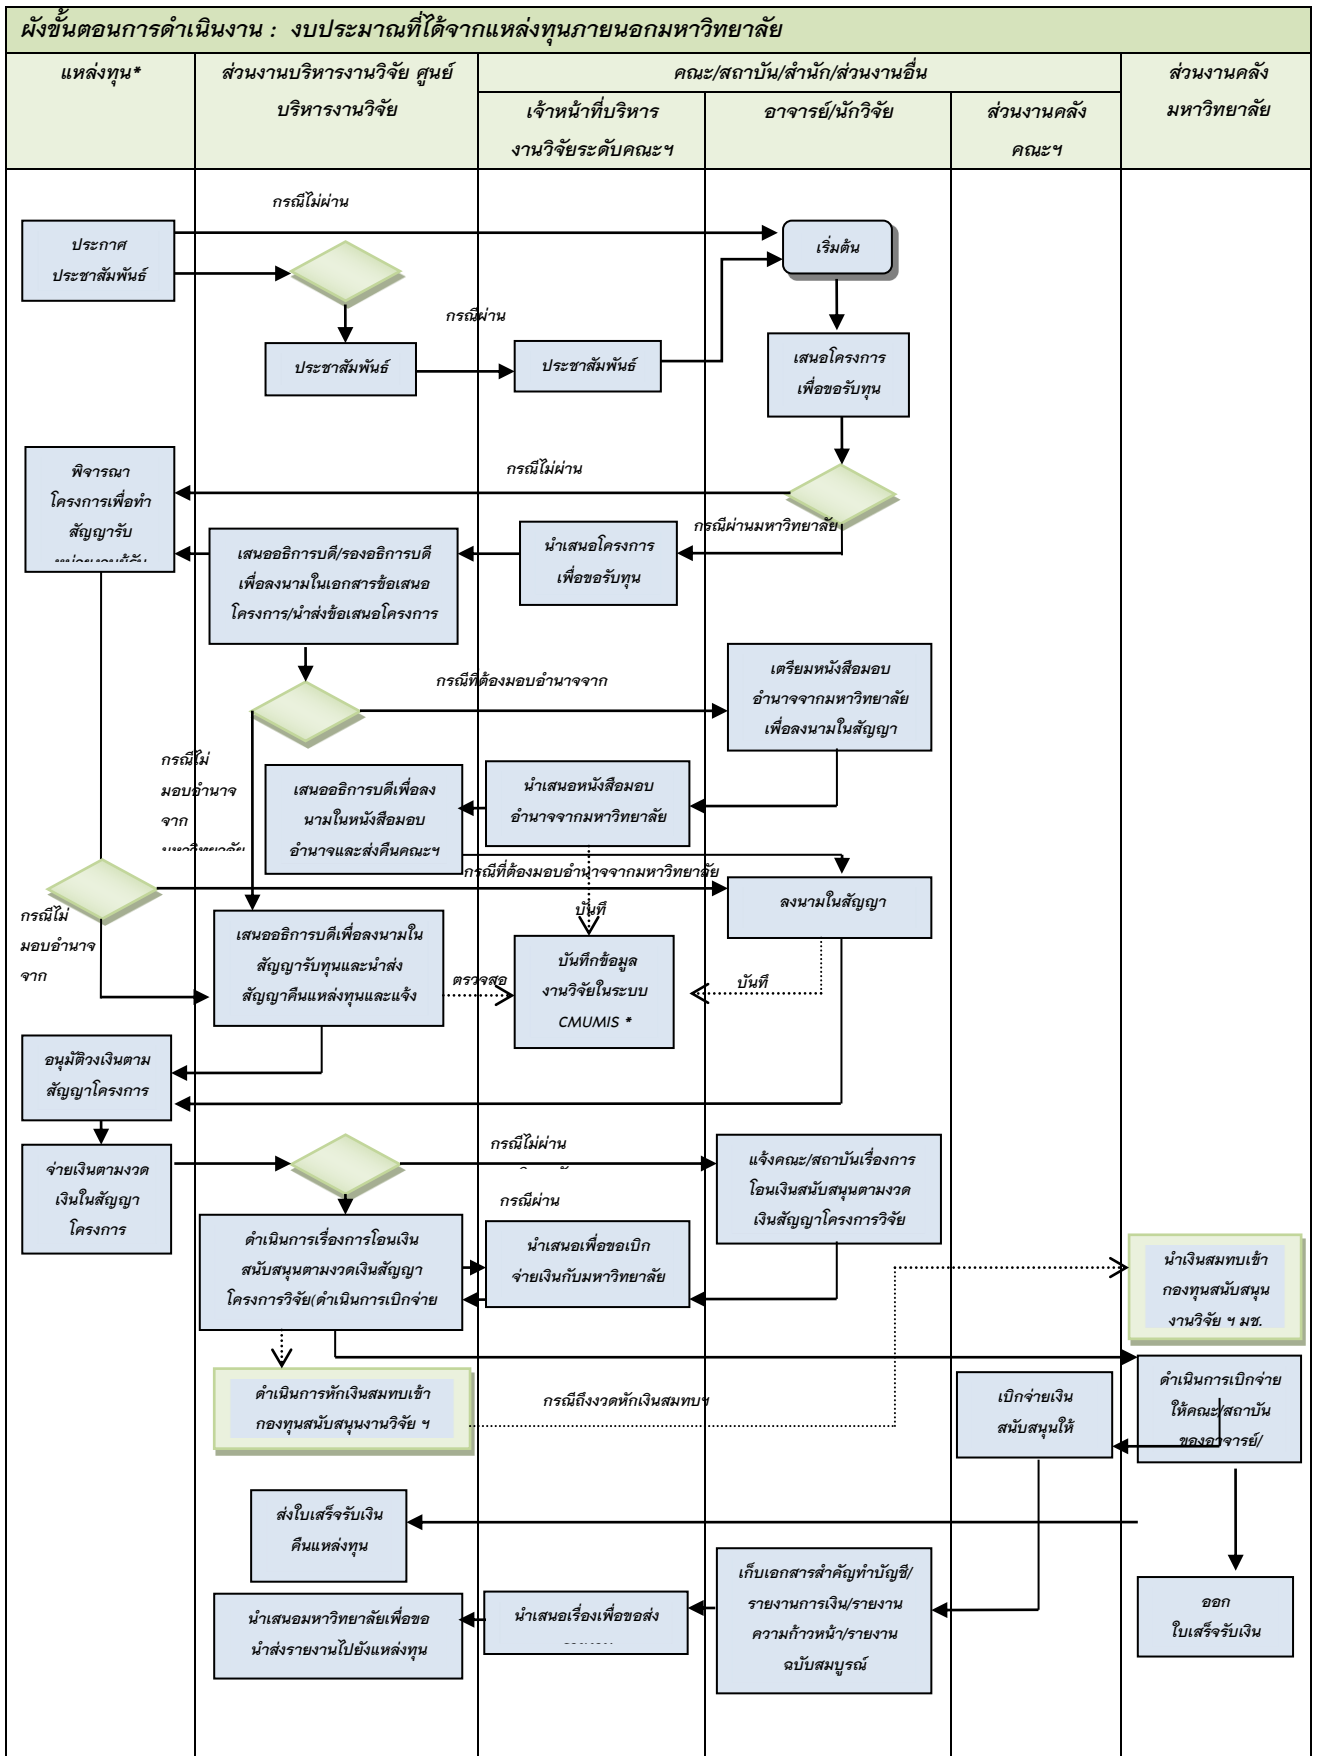 ผังขั้นตอนการดำเนินงาน : งบประมาณที่ได้จากแหล่งทุนภายนอกมหาวิทยาลัย
แหล่งทุน*
ส่วนงานบริหารงานวิจัย ศูนย์
บริหารงานวิจัย
คณะ/สถาบัน/สำนัก/ส่วนงานอื่น
ส่วนงานคลัง
มหาวิทยาลัย
เจ้าหน้าที่บริหาร
งานวิจัยระดับคณะฯ
อาจารย์/นักวิจัย
ส่วนงานคลัง
คณะฯ
กรณีไม่ผ่าน
ประกาศ
ประชาสัมพันธ์
เริ่มต้น
กรณีผ่าน
ประชาสัมพันธ์
ประชาสัมพันธ์
เสนอโครงการ
เพื่อขอรับทุน
พิจารณา
โครงการเพื่อทำ
สัญญารับ
กรณีไม่ผ่าน
กรณีผ่านมหาวิทยาลัย
เสนออธิการบดี/รองอธิการบดี
เพื่อลงนามในเอกสารข้อเสนอ
โครงการ/นำส่งข้อเสนอโครงการ
นำเสนอโครงการ
เพื่อขอรับทุน
กรณีที่ต้องมอบอำนาจจาก
เตรียมหนังสือมอบ
อำนาจจากมหาวิทยาลัย
เพื่อลงนามในสัญญา
กรณีไม่
มอบอำนาจ
จาก
มหาวิทยาลัย
เสนออธิการบดีเพื่อลง
นามในหนังสือมอบ
อำนาจและส่งคืนคณะฯ
นำเสนอหนังสือมอบ
อำนาจจากมหาวิทยาลัย
กรณีที่ต้องมอบอำนาจจากมหาวิทยาลัย
ลงนามในสัญญา
กรณีไม่
มอบอำนาจ
จาก
บันทึ
เสนออธิการบดีเพื่อลงนามใน
สัญญารับทุนและนำส่ง
สัญญาคืนแหล่งทุนและแจ้ง
ตรวจสอ
บันทึกข้อมูล
งานวิจัยในระบบ
CMUMIS *
บันทึ
อนุมัติวงเงินตาม
สัญญาโครงการ
จ่ายเงินตามงวด
เงินในสัญญา
โครงการ
กรณีไม่ผ่าน
แจ้งคณะ/สถาบันเรื่องการ
โอนเงินสนับสนุนตามงวด
เงินสัญญาโครงการวิจัย
กรณีผ่าน
ดำเนินการเรื่องการโอนเงิน
สนับสนุนตามงวดเงินสัญญา
โครงการวิจัย(ดำเนินการเบิกจ่าย
นำเสนอเพื่อขอเบิก
จ่ายเงินกับมหาวิทยาลัย
นำเงินสมทบเข้า
กองทุนสนับสนุน
งานวิจัย ฯ มช.
ดำเนินการหักเงินสมทบเข้า
กองทุนสนับสนุนงานวิจัย ฯ
กรณีถึงงวดหักเงินสมทบฯ
เบิกจ่ายเงิน
สนับสนุนให้
ดำเนินการเบิกจ่าย
ให้คณะ/สถาบัน
ของอาจารย์/
ส่งใบเสร็จรับเงิน
คืนแหล่งทุน
นำเสนอมหาวิทยาลัยเพื่อขอ
นำส่งรายงานไปยังแหล่งทุน
นำเสนอเรื่องเพื่อขอส่ง
เก็บเอกสารสำคัญทำบัญชี/
รายงานการเงิน/รายงาน
ความก้าวหน้า/รายงาน
ฉบับสมบูรณ์
ออก
ใบเสร็จรับเงิน